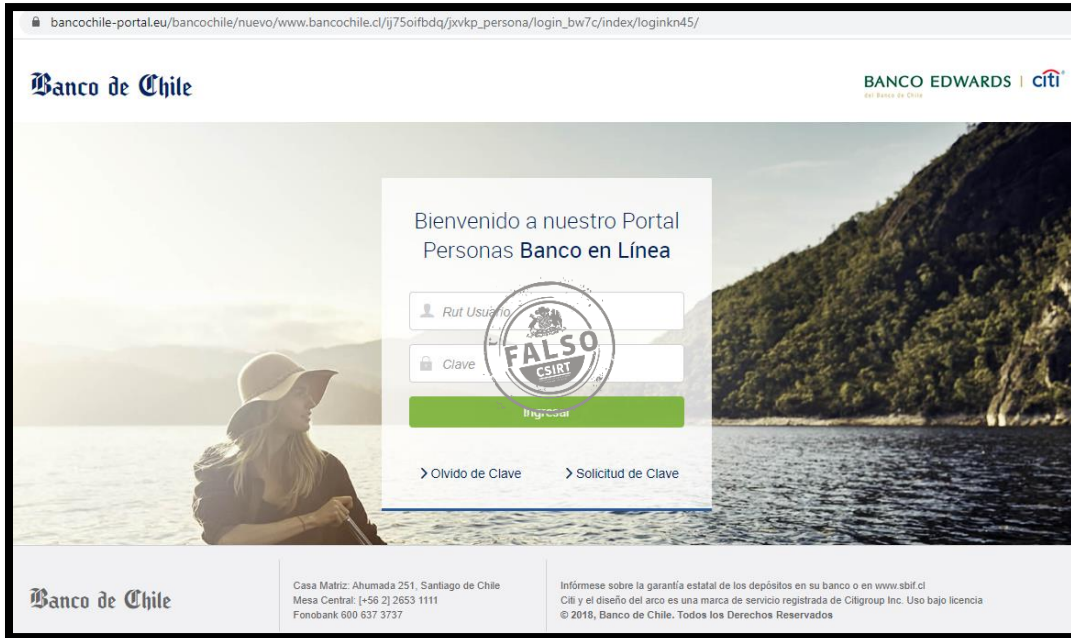 bancochile-portal.eu/bancochile/nuevo/www.bancochile.cl/ij75oifbdq/jxvkp_persona/login_bw7c/index/loginkn45/
Banco de Chile
BANCO EDWARDS | citi
del Banco de Chile
Bienvenido a nuestro Portal
Personas Banco en Línea
Rut Usuario
FALSO
CSIRT
Clave
Ingresar
Olvido de Clave
Solicitud de Clave
Banco de Chile
Casa Matriz: Ahumada 251, Santiago de Chile
Mesa Central: [+56 2] 2653 1111
Fonobank 600 637 3737
Infórmese sobre la garantía estatal de los depósitos en su banco o en www.sbif.cl
Citi y el diseño del arco es una marca de servicio registrada de Citigroup Inc. Uso bajo licencia
© 2018, Banco de Chile. Todos los Derechos Reservados